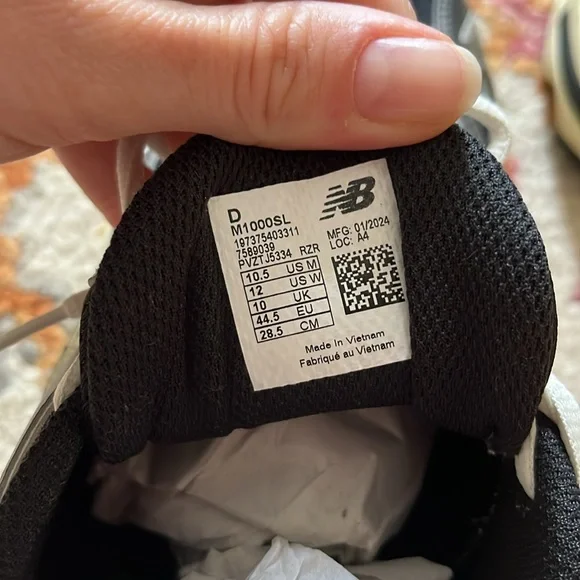 D
M1000SL
197375403311
7589039
PVZTJ5334 RZR
10.5 US M
12 US W
10 UK
44.5 EU
28.5 CM
NB
MFG: 01/2024
LOC: A4
Made In Vietnam
Fabriqué au Vietnam